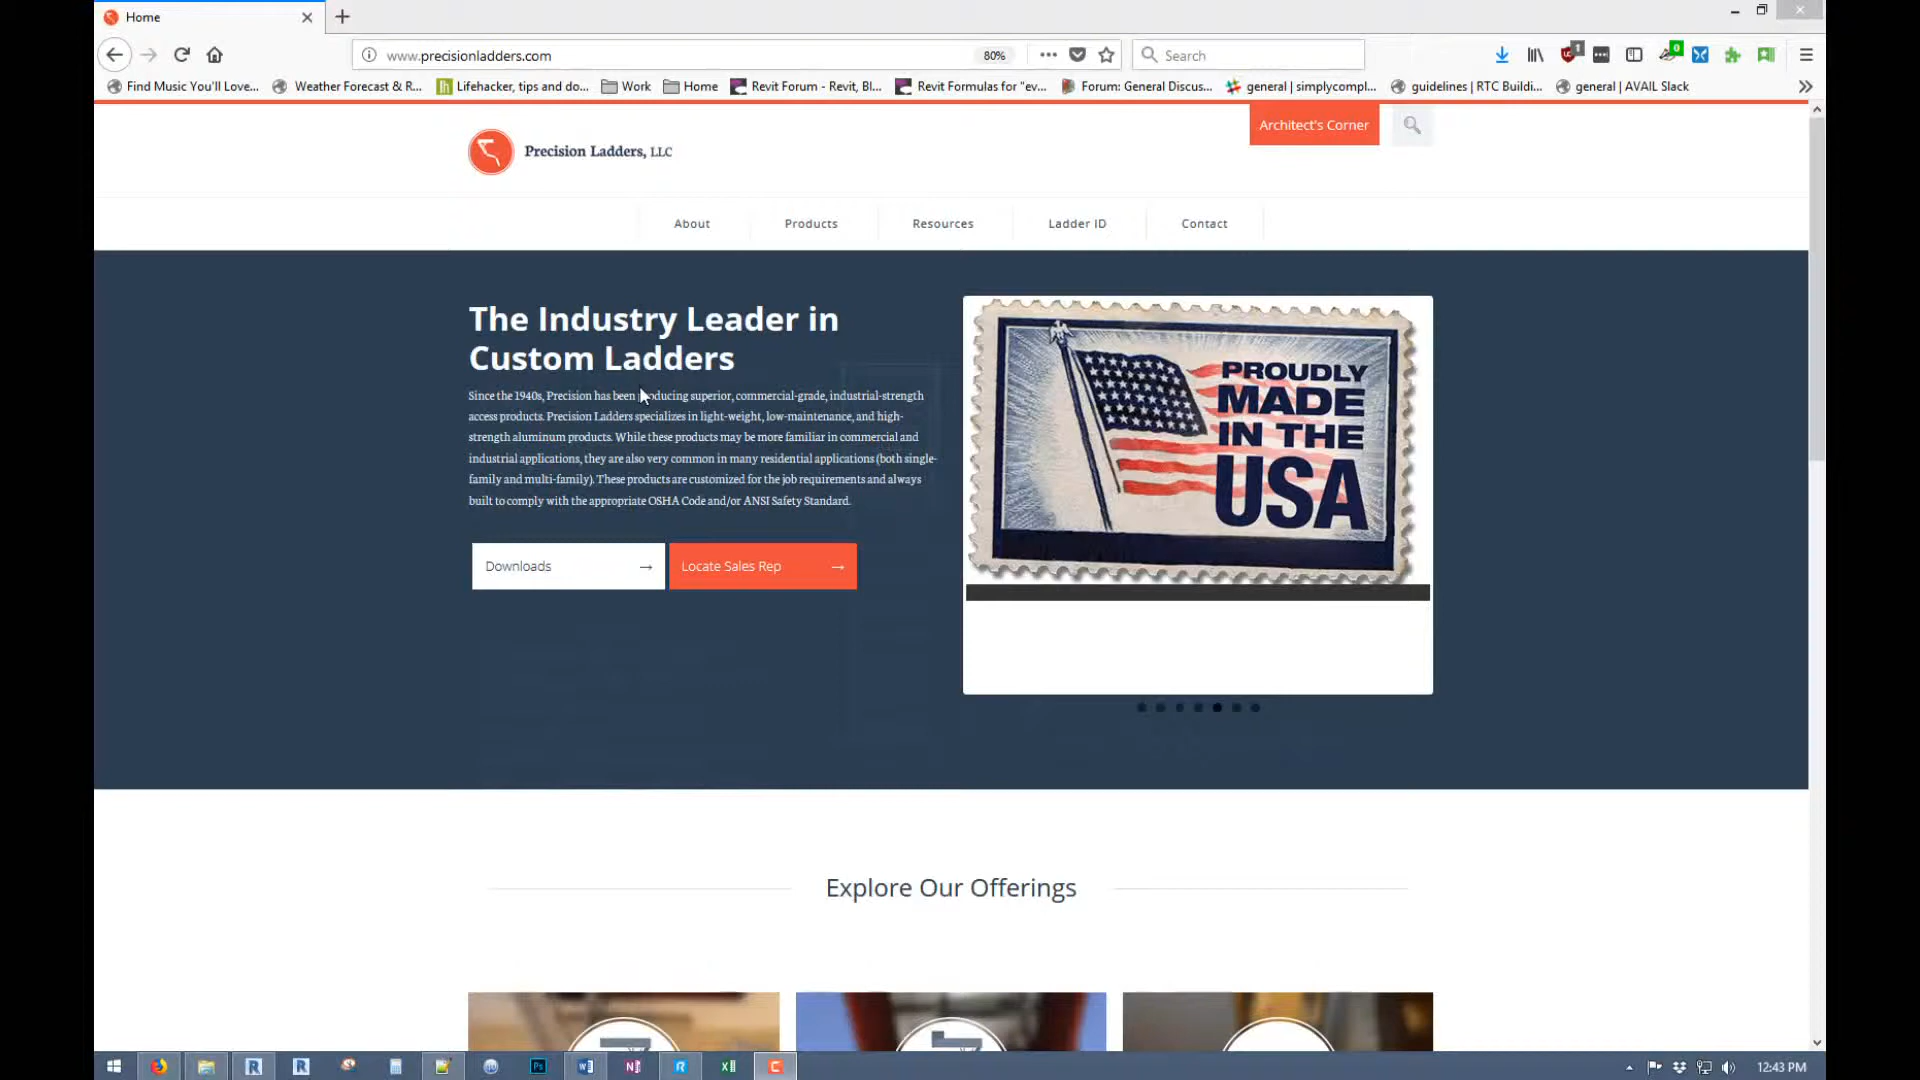 Home
www.precisionladders.com
80%
Search
1
0
Find Music You'll Love...
Weather Forecast & R...
Lifehacker, tips and do...
Work
Home
Revit Forum - Revit, Bl...
Revit Formulas for "ev...
Forum: General Discus...
general | simplycompl...
guidelines | RTC Buildi...
general | AVAIL Slack
Architect's Corner
Precision Ladders, LLC
About
Products
Resources
Ladder ID
Contact
The Industry Leader in
Custom Ladders
Since the 1940s, Precision has been producing superior, commercial-grade, industrial-strength
access products. Precision Ladders specializes in light-weight, low-maintenance, and high-
strength aluminum products. While these products may be more familiar in commercial and
industrial applications, they are also very common in many residential applications (both single-
family and multi-family). These products are customized for the job requirements and always
built to comply with the appropriate OSHA Code and/or ANSI Safety Standard.
Downloads →
Locate Sales Rep →
PROUDLY
MADE
IN THE
USA
Explore Our Offerings
12:43 PM